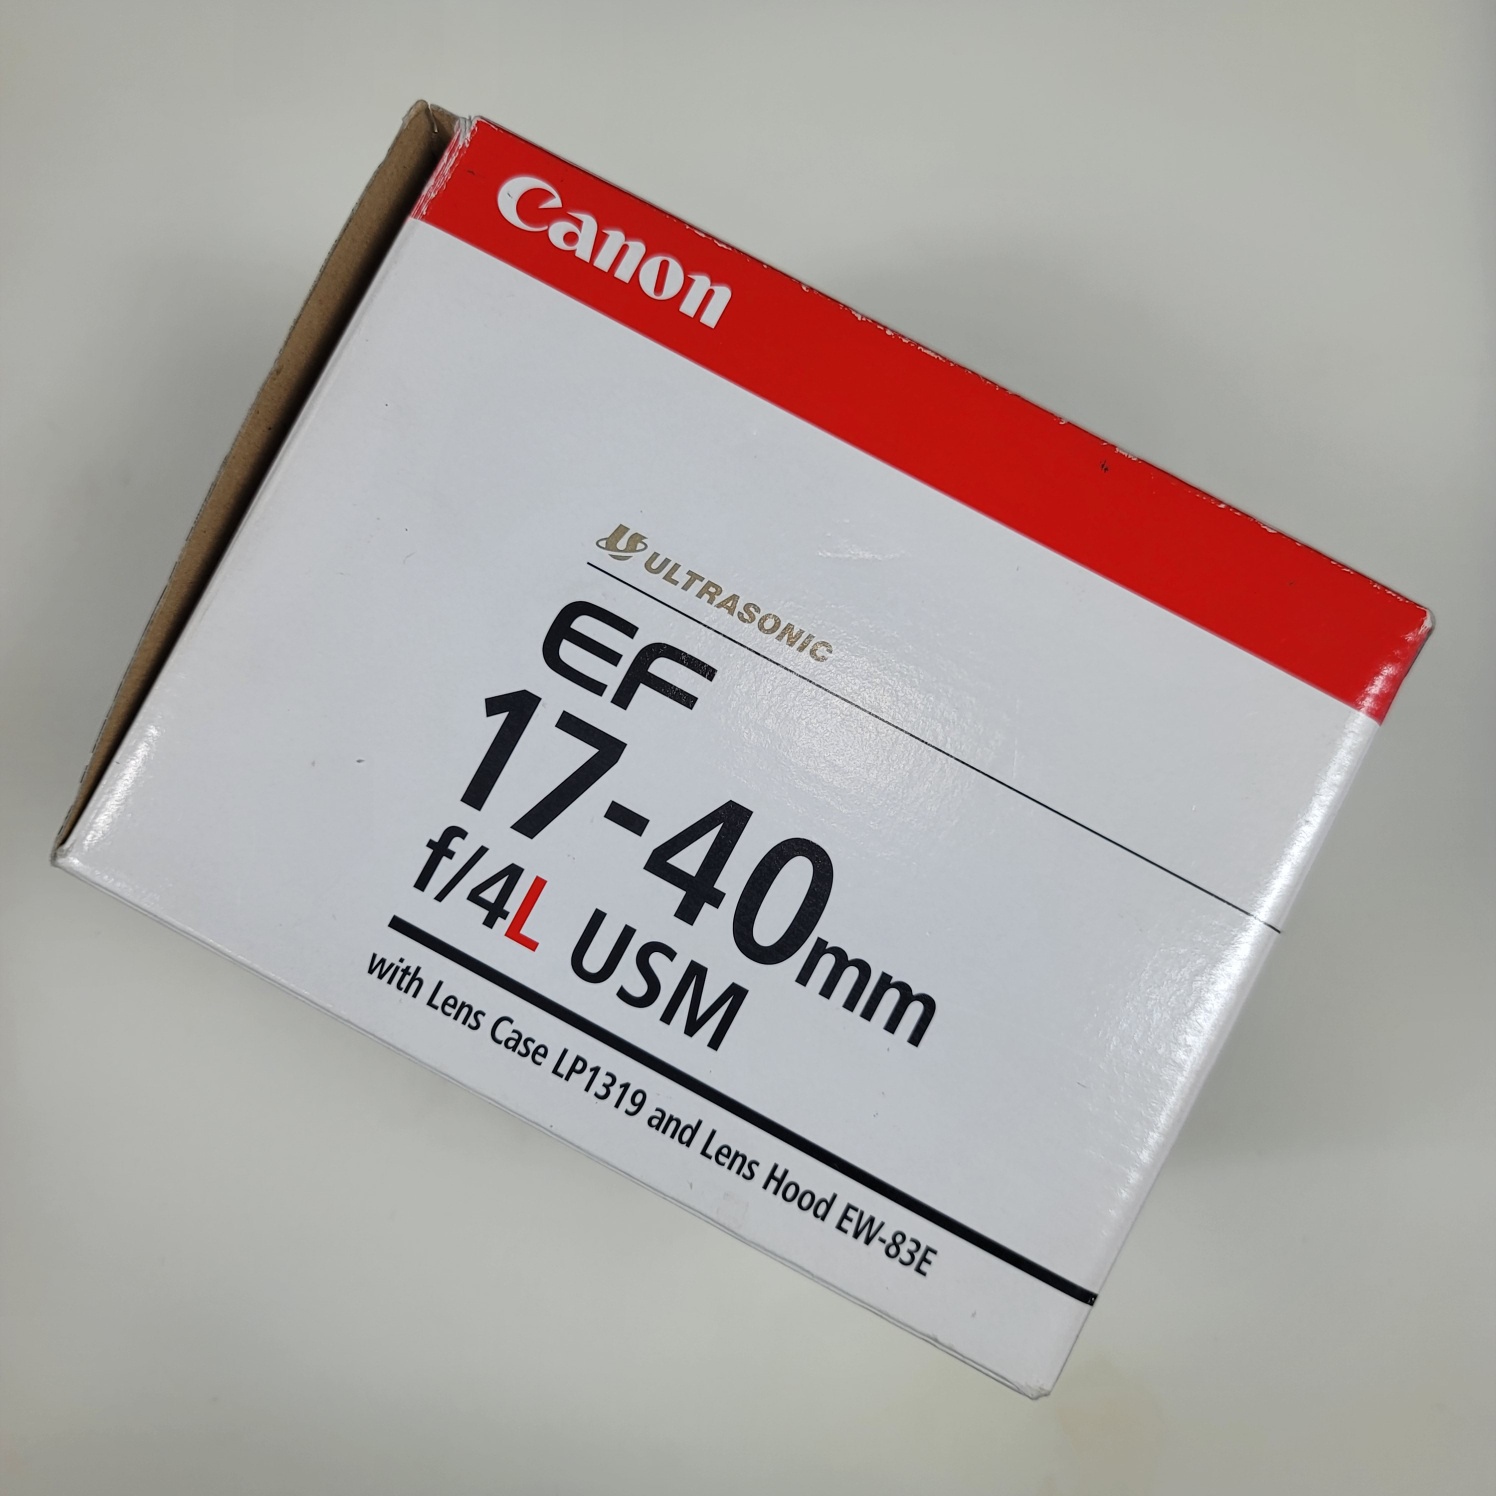 Canon
ULTRASONIC
EF
17-40mm
f/4L USM
with Lens Case LP1319 and Lens Hood EW-83E